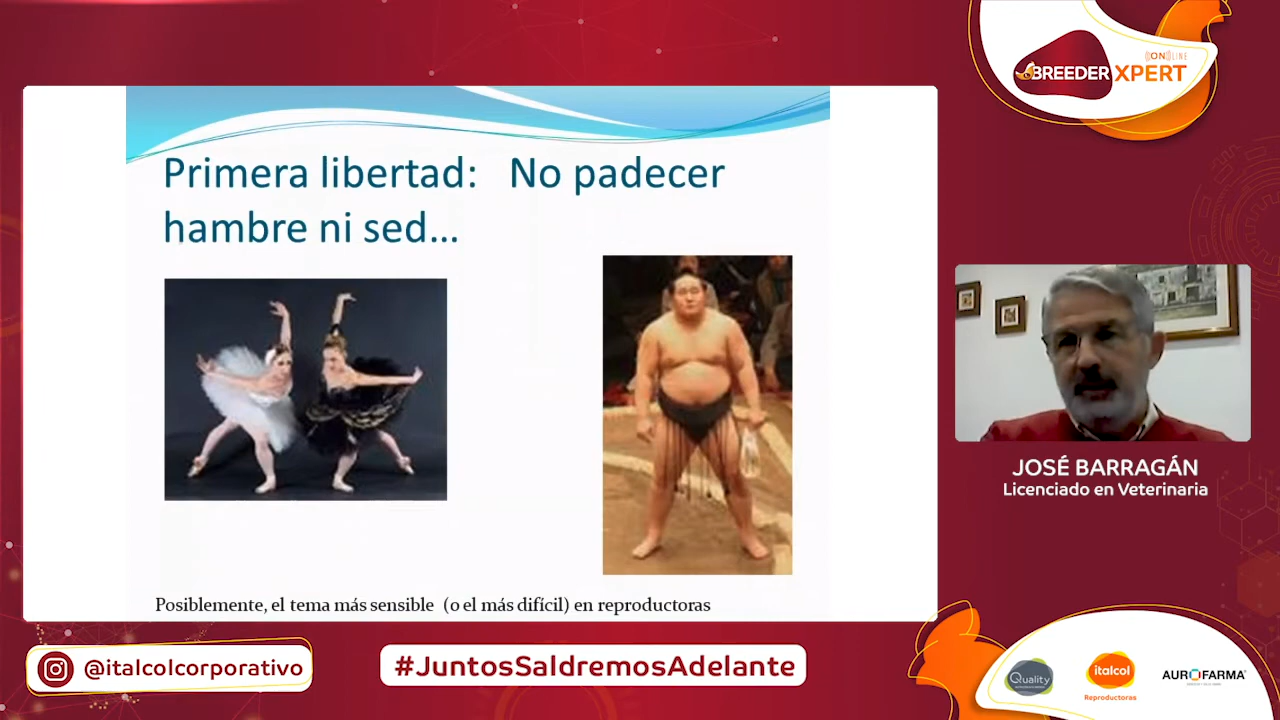 ONLINE
BREEDER XPERT
Primera libertad: No padecer
hambre ni sed...
JOSÉ BARRAGÁN
Licenciado en Veterinaria
Posiblemente, el tema más sensible (o el más difícil) en reproductoras
@italcolcorporativo
#JuntosSaldremosAdelante
Quality
italcol
Reproductoras
AUROFARMA